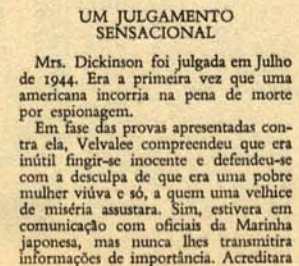 UM JULGAMENTO
SENSACIONAL
Mrs. Dickinson foi julgada em Julho
de 1944. Era a primeira vez que uma
americana incorria na pena de morte
por espionagem.
Em fase das provas apresentadas con-
tra ela, Velvalee compreendeu que era
inútil fingir-se inocente e defendeu-se
com a desculpa de que era uma pobre
mulher viúva e só, a quem uma velhice
de miséria assustara. Sim, estivera em
comunicação com oficiais da Marinha
japonesa, mas nunca lhes transmitira
informações de importância. Acreditara